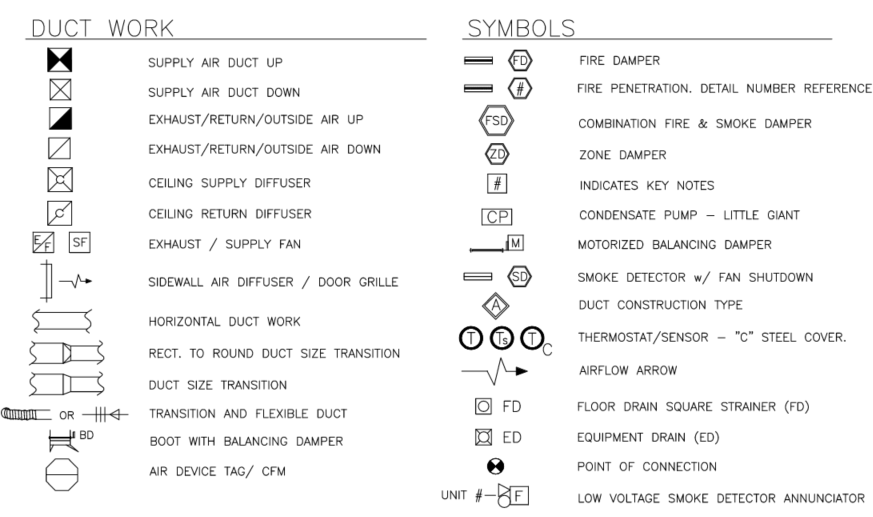 DUCT WORK
SUPPLY AIR DUCT UP
SUPPLY AIR DUCT DOWN
EXHAUST/RETURN/OUTSIDE AIR UP
EXHAUST/RETURN/OUTSIDE AIR DOWN
CEILING SUPPLY DIFFUSER
CEILING RETURN DIFFUSER
E/F SF EXHAUST / SUPPLY FAN
SIDEWALL AIR DIFFUSER / DOOR GRILLE
HORIZONTAL DUCT WORK
RECT. TO ROUND DUCT SIZE TRANSITION
DUCT SIZE TRANSITION
OR TRANSITION AND FLEXIBLE DUCT
BD BOOT WITH BALANCING DAMPER
AIR DEVICE TAG/ CFM
SYMBOLS
FD FIRE DAMPER
# FIRE PENETRATION. DETAIL NUMBER REFERENCE
FSD COMBINATION FIRE & SMOKE DAMPER
ZD ZONE DAMPER
# INDICATES KEY NOTES
CP CONDENSATE PUMP – LITTLE GIANT
M MOTORIZED BALANCING DAMPER
SD SMOKE DETECTOR w/ FAN SHUTDOWN
A DUCT CONSTRUCTION TYPE
T Ts T C THERMOSTAT/SENSOR – "C" STEEL COVER.
AIRFLOW ARROW
FD FLOOR DRAIN SQUARE STRAINER (FD)
ED EQUIPMENT DRAIN (ED)
POINT OF CONNECTION
UNIT #– F LOW VOLTAGE SMOKE DETECTOR ANNUNCIATOR